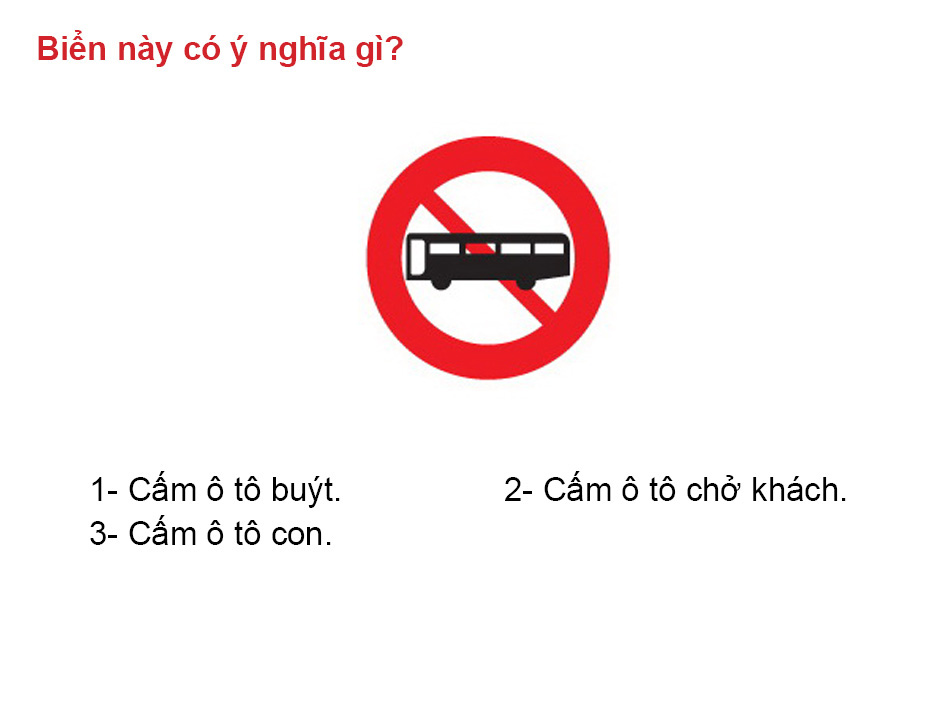 Biển này có ý nghĩa gì?
1- Cấm ô tô buýt. 2- Cấm ô tô chở khách.
3- Cấm ô tô con.